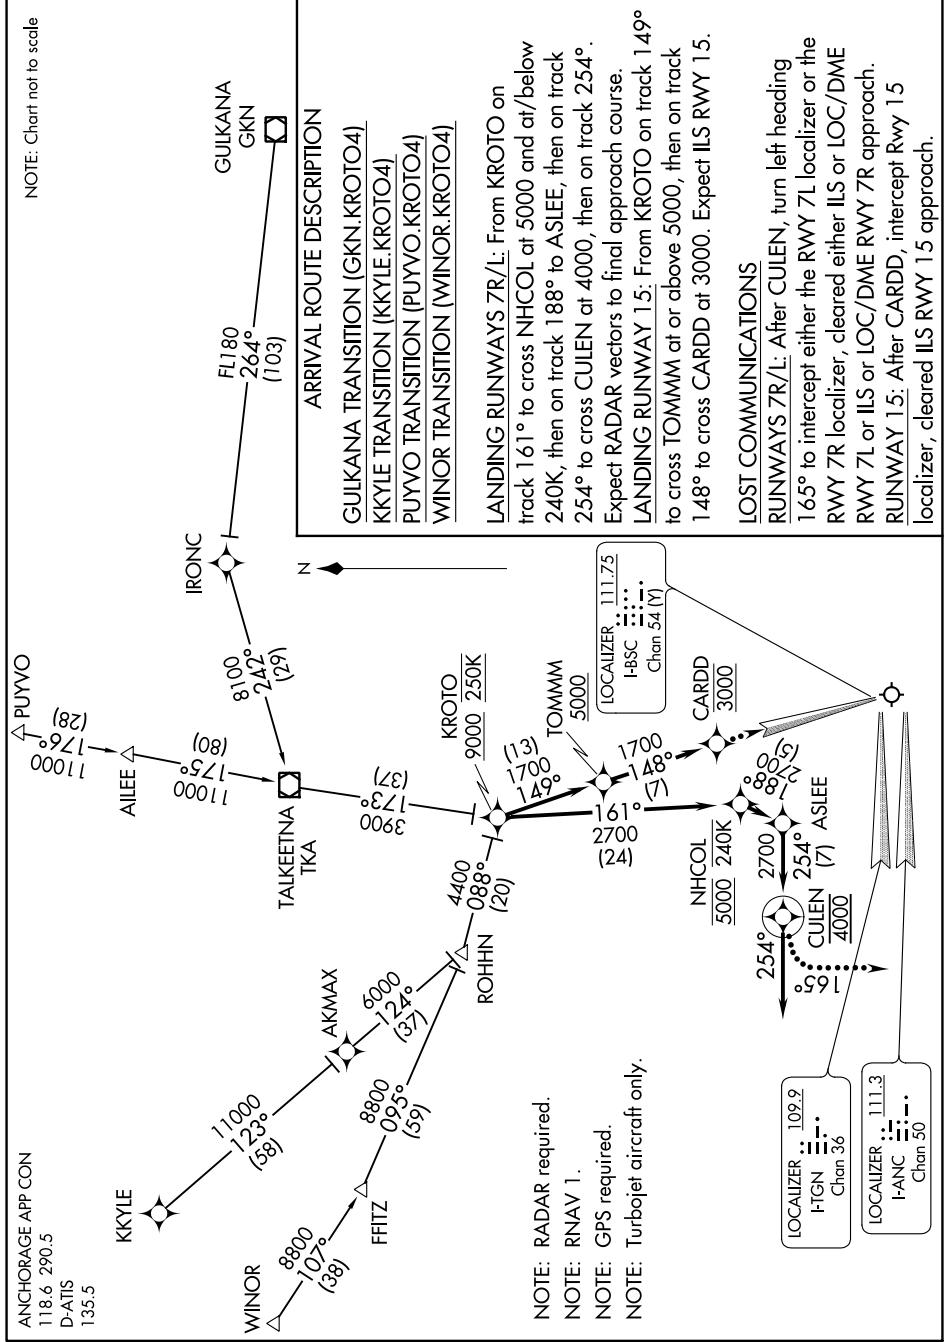 ANCHORAGE APP CON
118.6 290.5
D-ATIS
135.5
NOTE: Chart not to scale
PUYVO
11000
176°
(28)
AILEE
11000
175°
(80)
TALKEETNA
TKA
3900
173°
(37)
IRONC
8100
242°
(29)
GULKANA
GKN
FL180
264°
(103)
KKYLE
11000
123°
(58)
AKMAX
6000
124°
(37)
WINOR
8800
107°
(38)
FFITZ
8800
095°
(59)
ROHHN
4400
088°
(20)
KROTO
9000 250K
(13)
1700
149°
TOMMM
5000
1700
148°
(7)
CARDD
3000
161°
2700
(24)
NHCOL
5000 240K
188°
2700
(5)
ASLEE
2700
254°
(7)
CULEN
4000
254°
165°
N
LOCALIZER 111.75
I-BSC
Chan 54 (Y)
LOCALIZER 109.9
I-TGN
Chan 36
LOCALIZER 111.3
I-ANC
Chan 50
NOTE: RADAR required.
NOTE: RNAV 1.
NOTE: GPS required.
NOTE: Turbojet aircraft only.
ARRIVAL ROUTE DESCRIPTION
GULKANA TRANSITION (GKN.KROTO4)
KKYLE TRANSITION (KKYLE.KROTO4)
PUYVO TRANSITION (PUYVO.KROTO4)
WINOR TRANSITION (WINOR.KROTO4)
LANDING RUNWAYS 7R/L: From KROTO on
track 161° to cross NHCOL at 5000 and at/below
240K, then on track 188° to ASLEE, then on track
254° to cross CULEN at 4000, then on track 254°.
Expect RADAR vectors to final approach course.
LANDING RUNWAY 15: From KROTO on track 149°
to cross TOMMM at or above 5000, then on track
148° to cross CARDD at 3000. Expect ILS RWY 15.
LOST COMMUNICATIONS
RUNWAYS 7R/L: After CULEN, turn left heading
165° to intercept either the RWY 7L localizer or the
RWY 7R localizer, cleared either ILS or LOC/DME
RWY 7L or ILS or LOC/DME RWY 7R approach.
RUNWAY 15: After CARDD, intercept Rwy 15
localizer, cleared ILS RWY 15 approach.